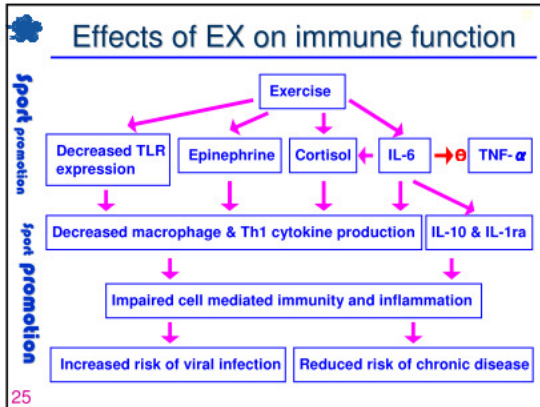 Effects of EX on immune function
Sport promotion
Sport promotion
Exercise
Decreased TLR
expression
Epinephrine
Cortisol
IL-6
Θ
TNF-α
Decreased macrophage & Th1 cytokine production
IL-10 & IL-1ra
Impaired cell mediated immunity and inflammation
Increased risk of viral infection
Reduced risk of chronic disease
25